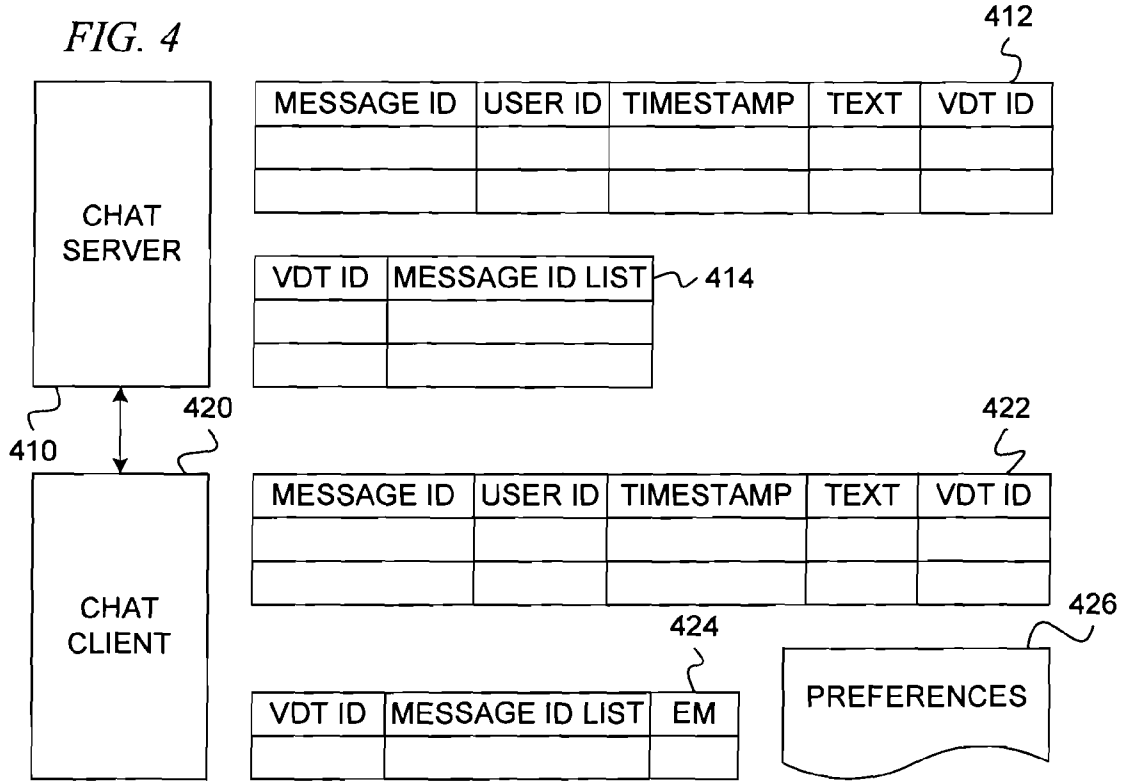 FIG. 4
412
MESSAGE ID USER ID TIMESTAMP TEXT VDT ID
CHAT
SERVER
VDT ID MESSAGE ID LIST
414
410
420
422
MESSAGE ID USER ID TIMESTAMP TEXT VDT ID
CHAT
CLIENT
424
426
VDT ID MESSAGE ID LIST EM
PREFERENCES